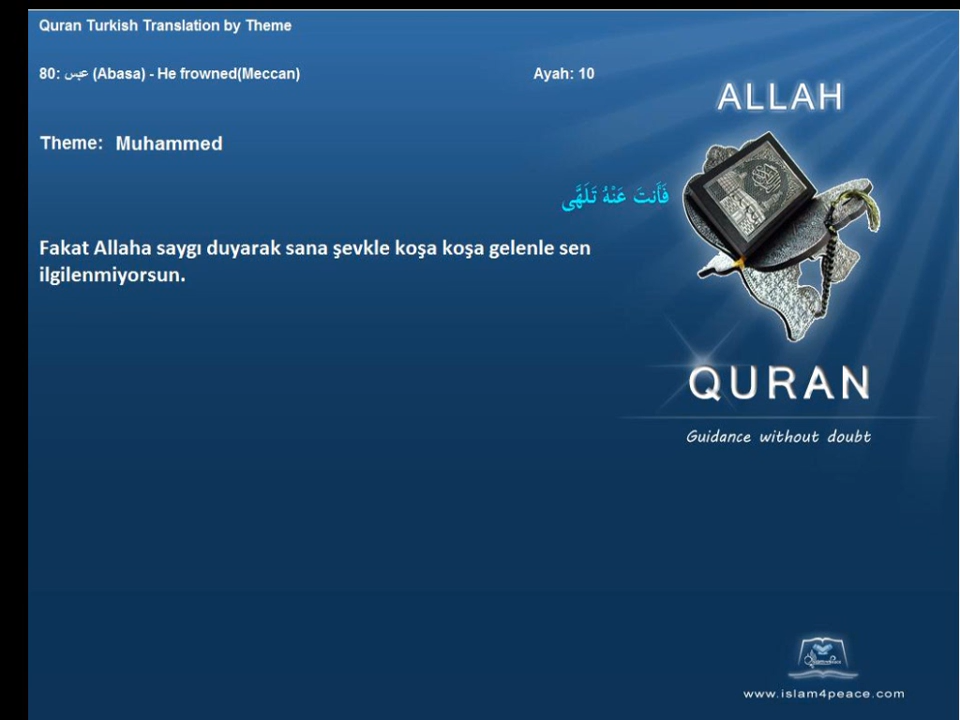 Quran Turkish Translation by Theme
80: عبس (Abasa) - He frowned(Meccan)
Ayah: 10
Theme: Muhammed
فَأَنتَ عَنْهُ تَلَهَّى
Fakat Allaha saygı duyarak sana şevkle koşa koşa gelenle sen
ilgilenmiyorsun.
ALLAH
QURAN
Guidance without doubt
www.islam4peace.com